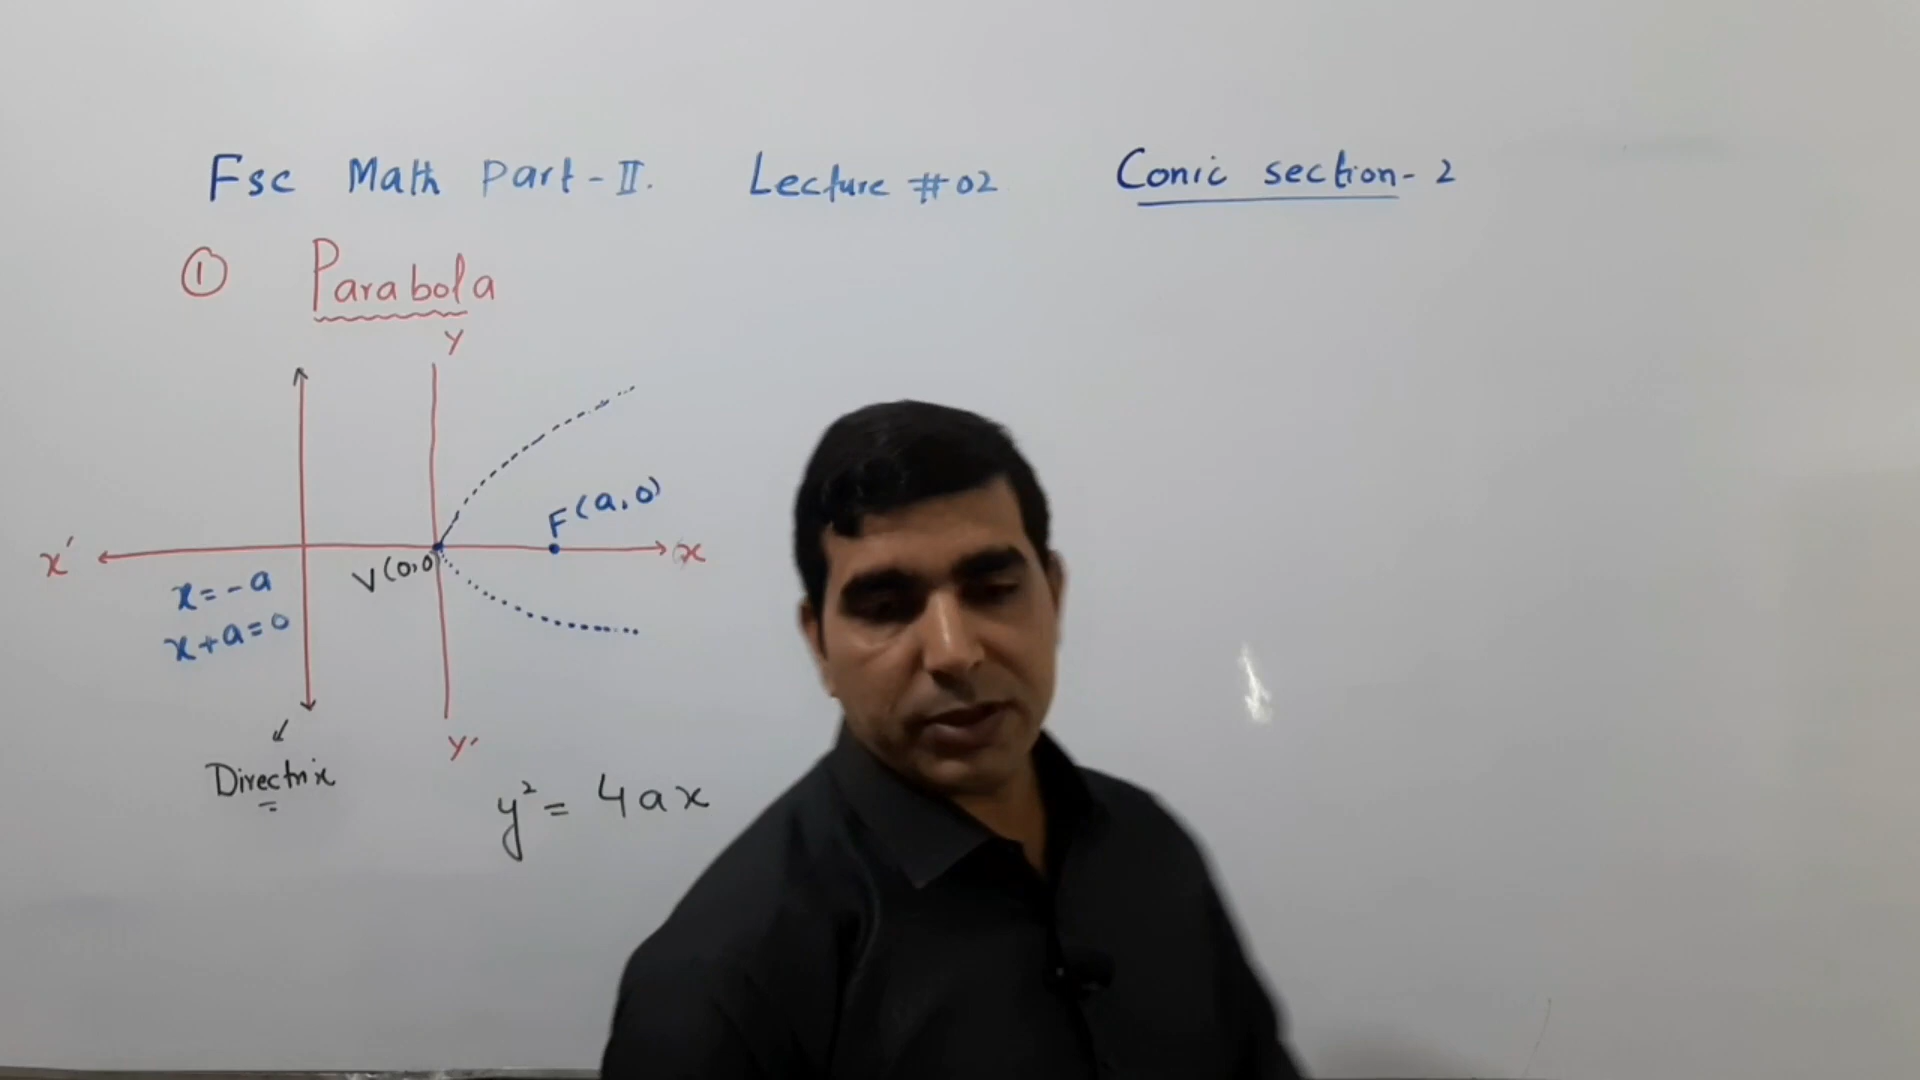 Fsc Math Part-II. Lecture #02 Conic section-2
① Parabola
Y
F(a,0)
x' x
V(0,0)
x=-a
x+a=0
Y'
Directrix
y²= 4ax